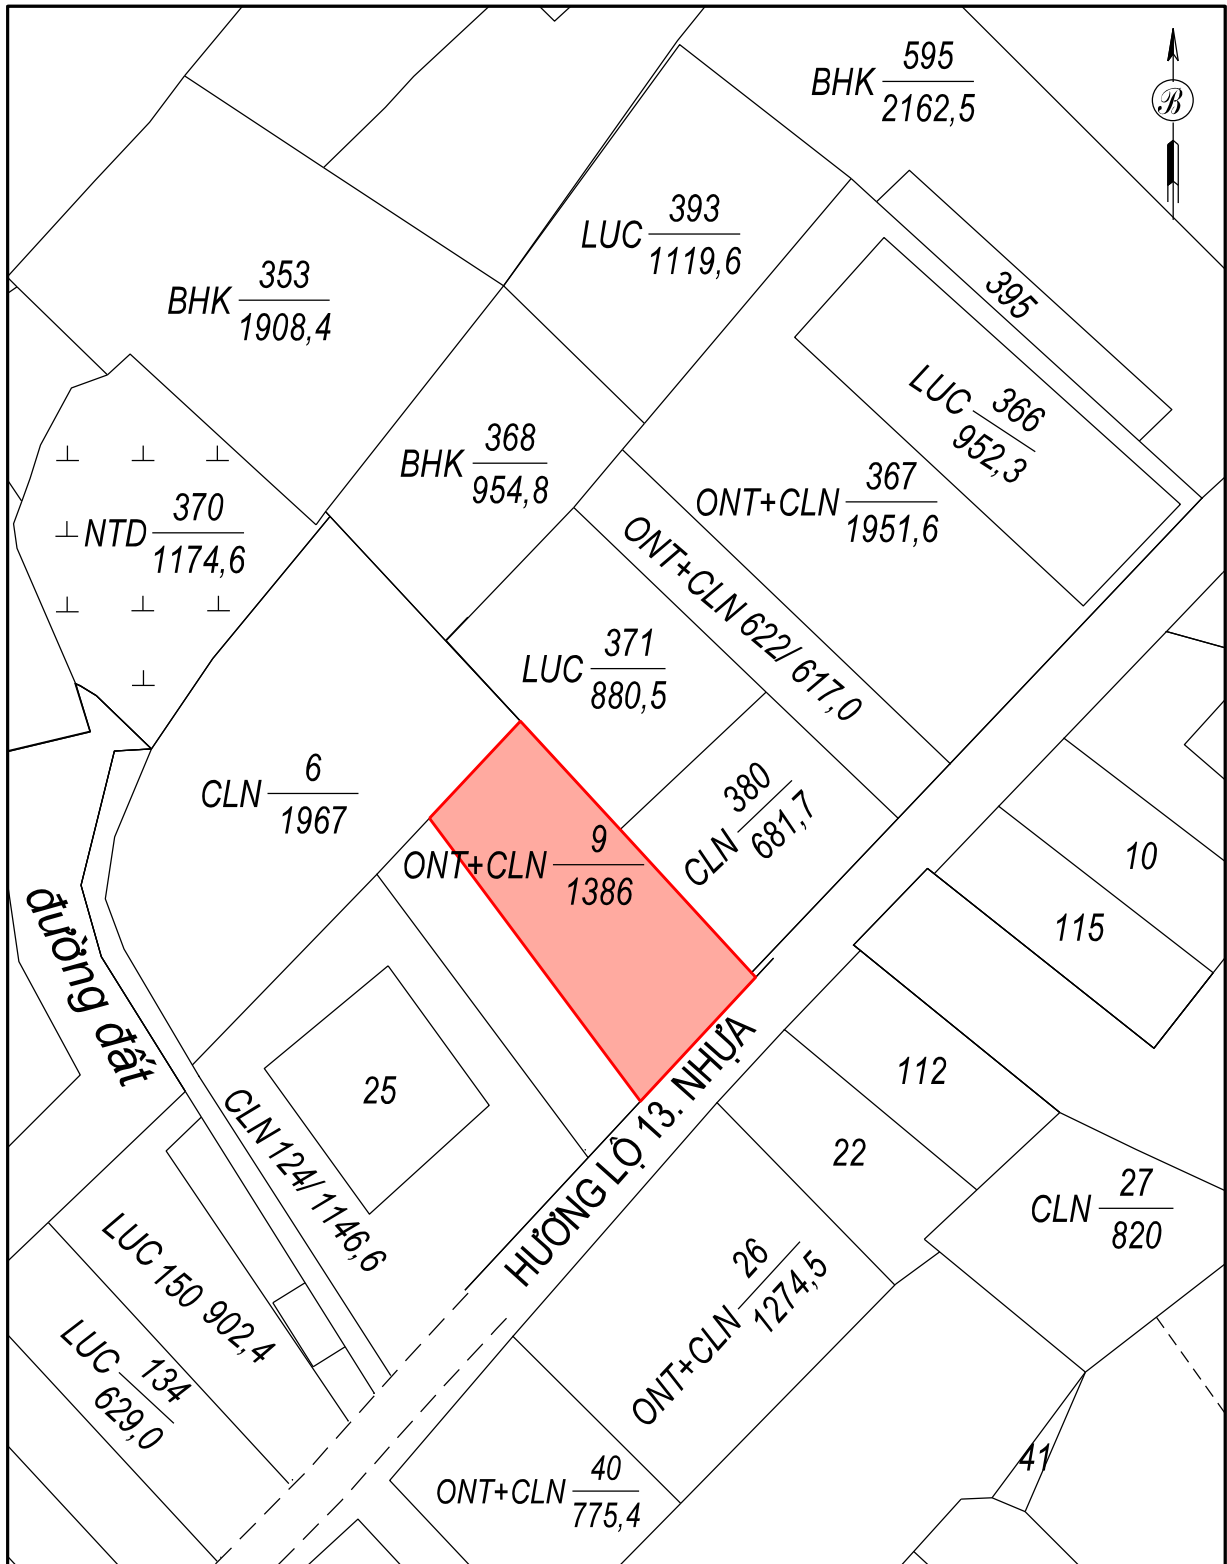 BHK 595
2162,5
B
LUC 393
1119,6
BHK 353
1908,4
395
LUC 366
952,3
BHK 368
954,8
ONT+CLN 367
1951,6
NTD 370
1174,6
ONT+CLN 622/ 617,0
LUC 371
880,5
CLN 6
1967
CLN 380
681,7
ONT+CLN 9
1386
10
115
đường đất
25
112
CLN 124/ 1146,6
HƯƠNG LỘ 13. NHỰA
22
CLN 27
820
LUC 150 902,4
ONT+CLN 26
1274,5
LUC 134
629,0
41
ONT+CLN 40
775,4